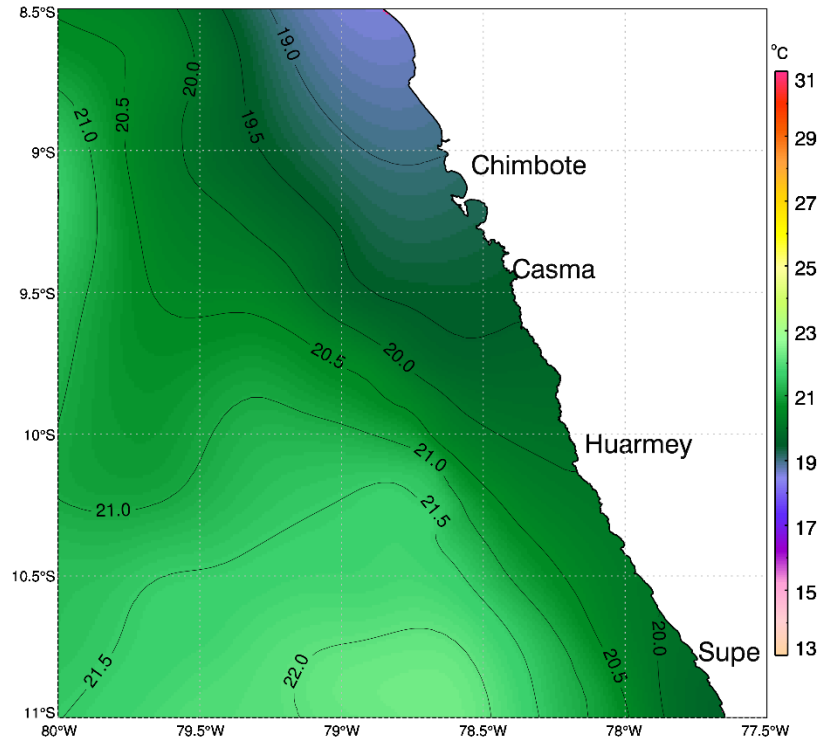 8.5°S
°C
19.0
20.0
31
20.5
21.0
19.5
29
9°S
Chimbote
27
Casma
25
9.5°S
23
20.5
20.0
21
10°S
Huarmey
21.0
19
21.5
21.0
17
10.5°S
15
20.0
Supe
22.0
20.5
21.5
13
11°S
80°W
79.5°W
79°W
78.5°W
78°W
77.5°W